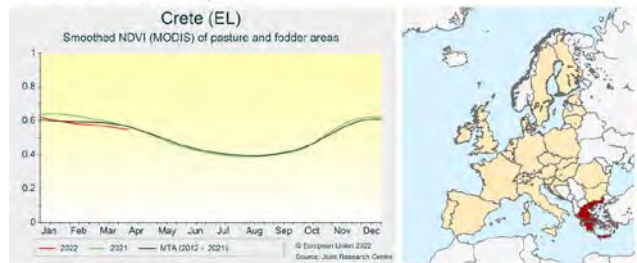 Crete (EL)
Smoothed NDVI (MODIS) of pasture and fodder areas
1
0.8
0.6
0.4
0.2
0
Jan Feb Mar Apr May Jun Jul Aug Sep Oct Nov Dec
2022 2021 MTA (2012 - 2021)
© European Union 2022
Source: Joint Research Centre